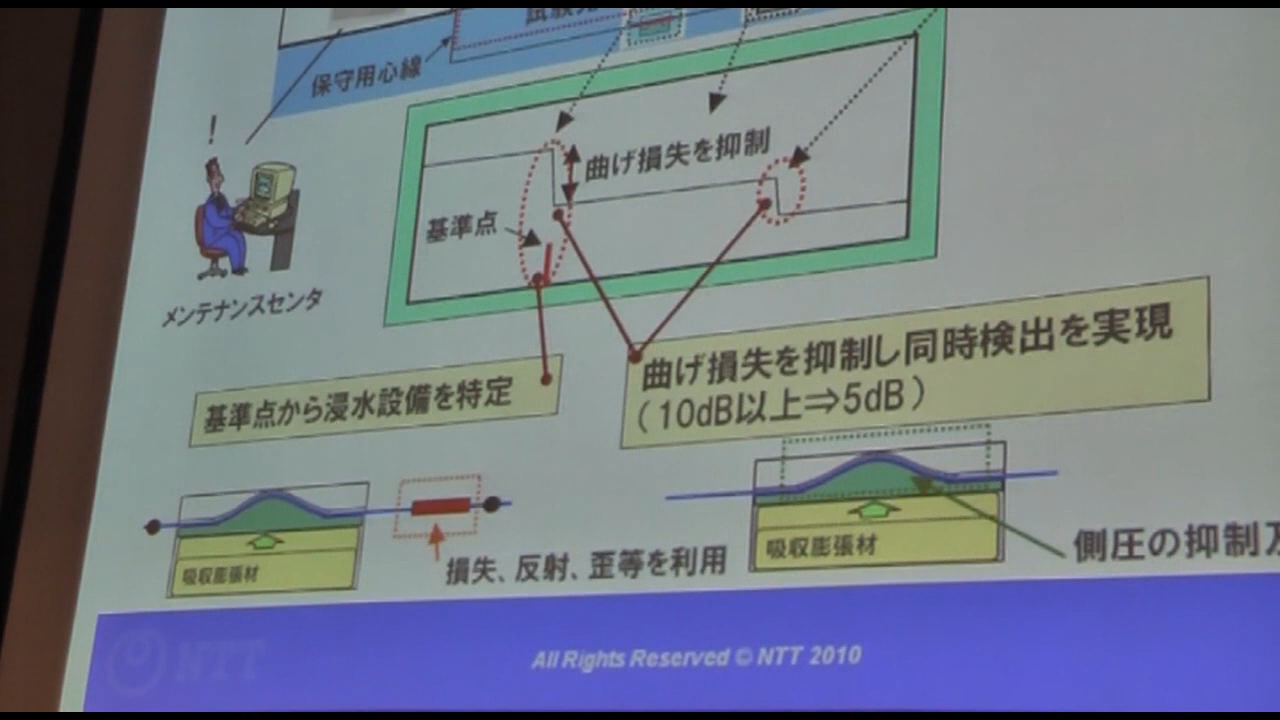 保守用心線
!
曲げ損失を抑制
基準点
メンテナンスセンタ
曲げ損失を抑制し同時検出を実現
(10dB以上⇒5dB)
基準点から浸水設備を特定
吸収膨張材
損失、反射、歪等を利用
吸収膨張材
側圧の抑制
NTT
All Rights Reserved © NTT 2010